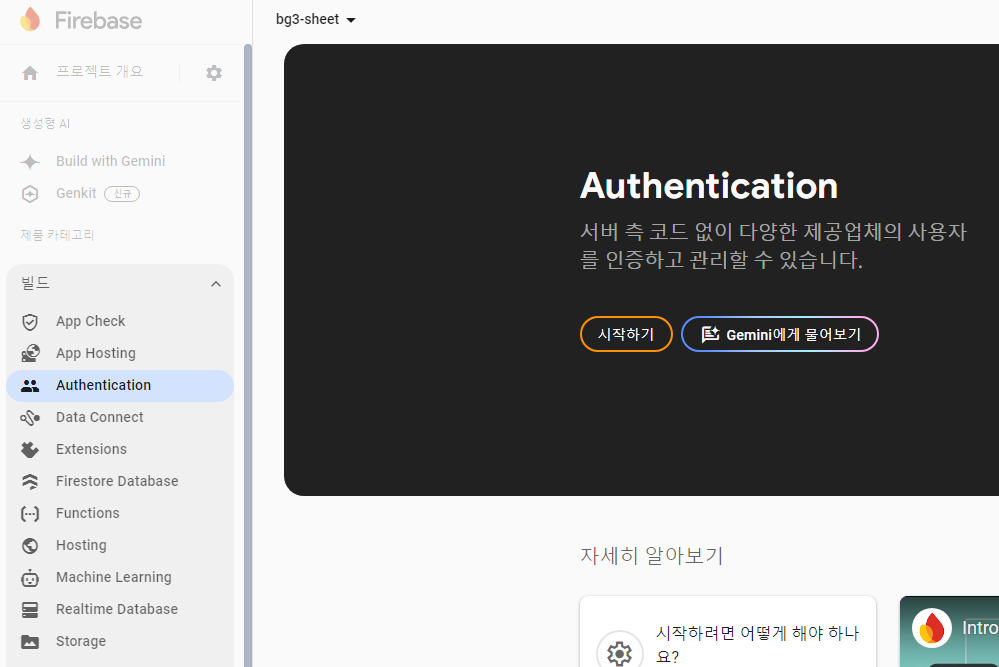 Firebase
프로젝트 개요
생성형 AI
Build with Gemini
Genkit 신규
제품 카테고리
빌드
App Check
App Hosting
Authentication
Data Connect
Extensions
Firestore Database
Functions
Hosting
Machine Learning
Realtime Database
Storage
bg3-sheet
Authentication
서버 측 코드 없이 다양한 제공업체의 사용자
를 인증하고 관리할 수 있습니다.
시작하기
Gemini에게 물어보기
자세히 알아보기
시작하려면 어떻게 해야 하나
요?
Intro